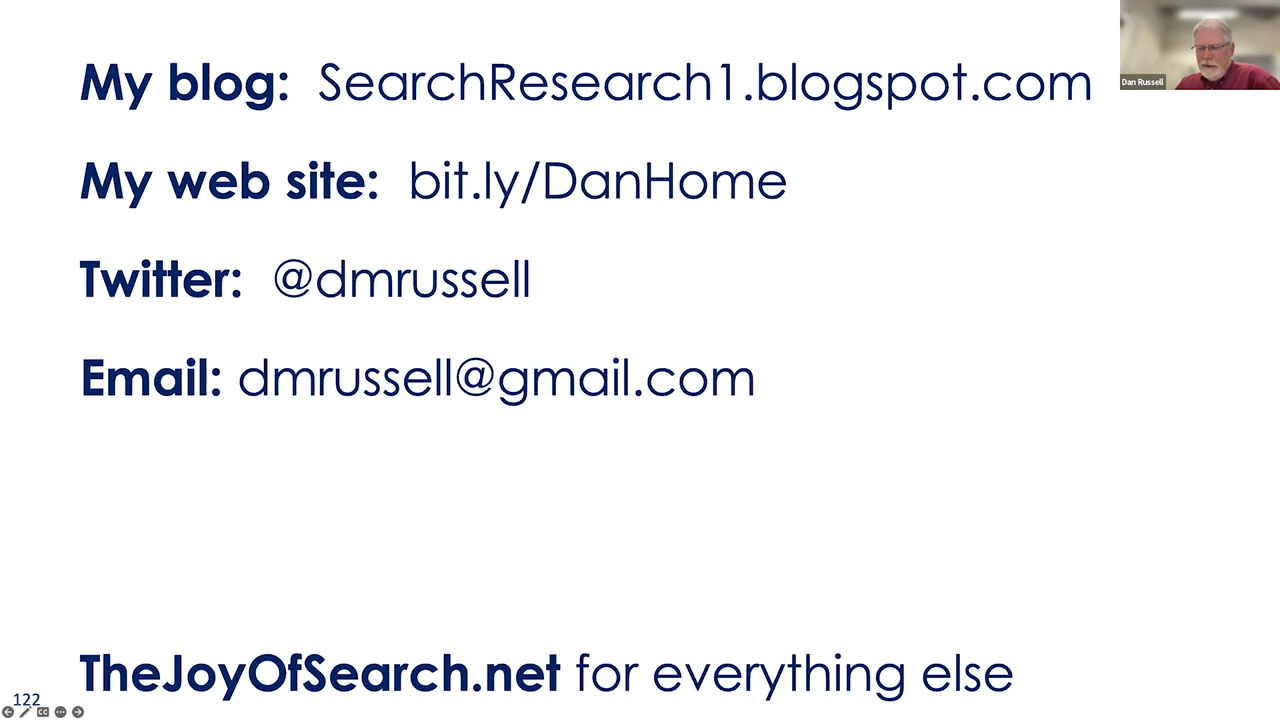 My blog: SearchResearch1.blogspot.com
Dan Russell
My web site: bit.ly/DanHome
Twitter: @dmrussell
Email: dmrussell@gmail.com
TheJoyOfSearch.net for everything else
122